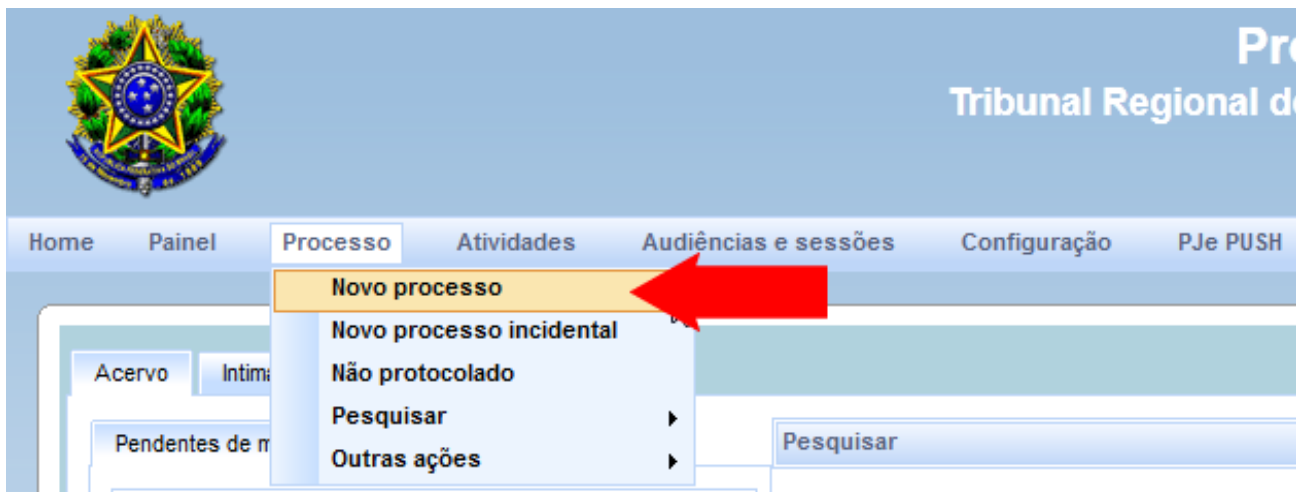 Pro
Tribunal Regional d
Home Painel Processo Atividades Audiências e sessões Configuração PJe PUSH
Novo processo
Novo processo incidental
Não protocolado
Pesquisar
Outras ações
Acervo Intima
Pendentes de m
Pesquisar